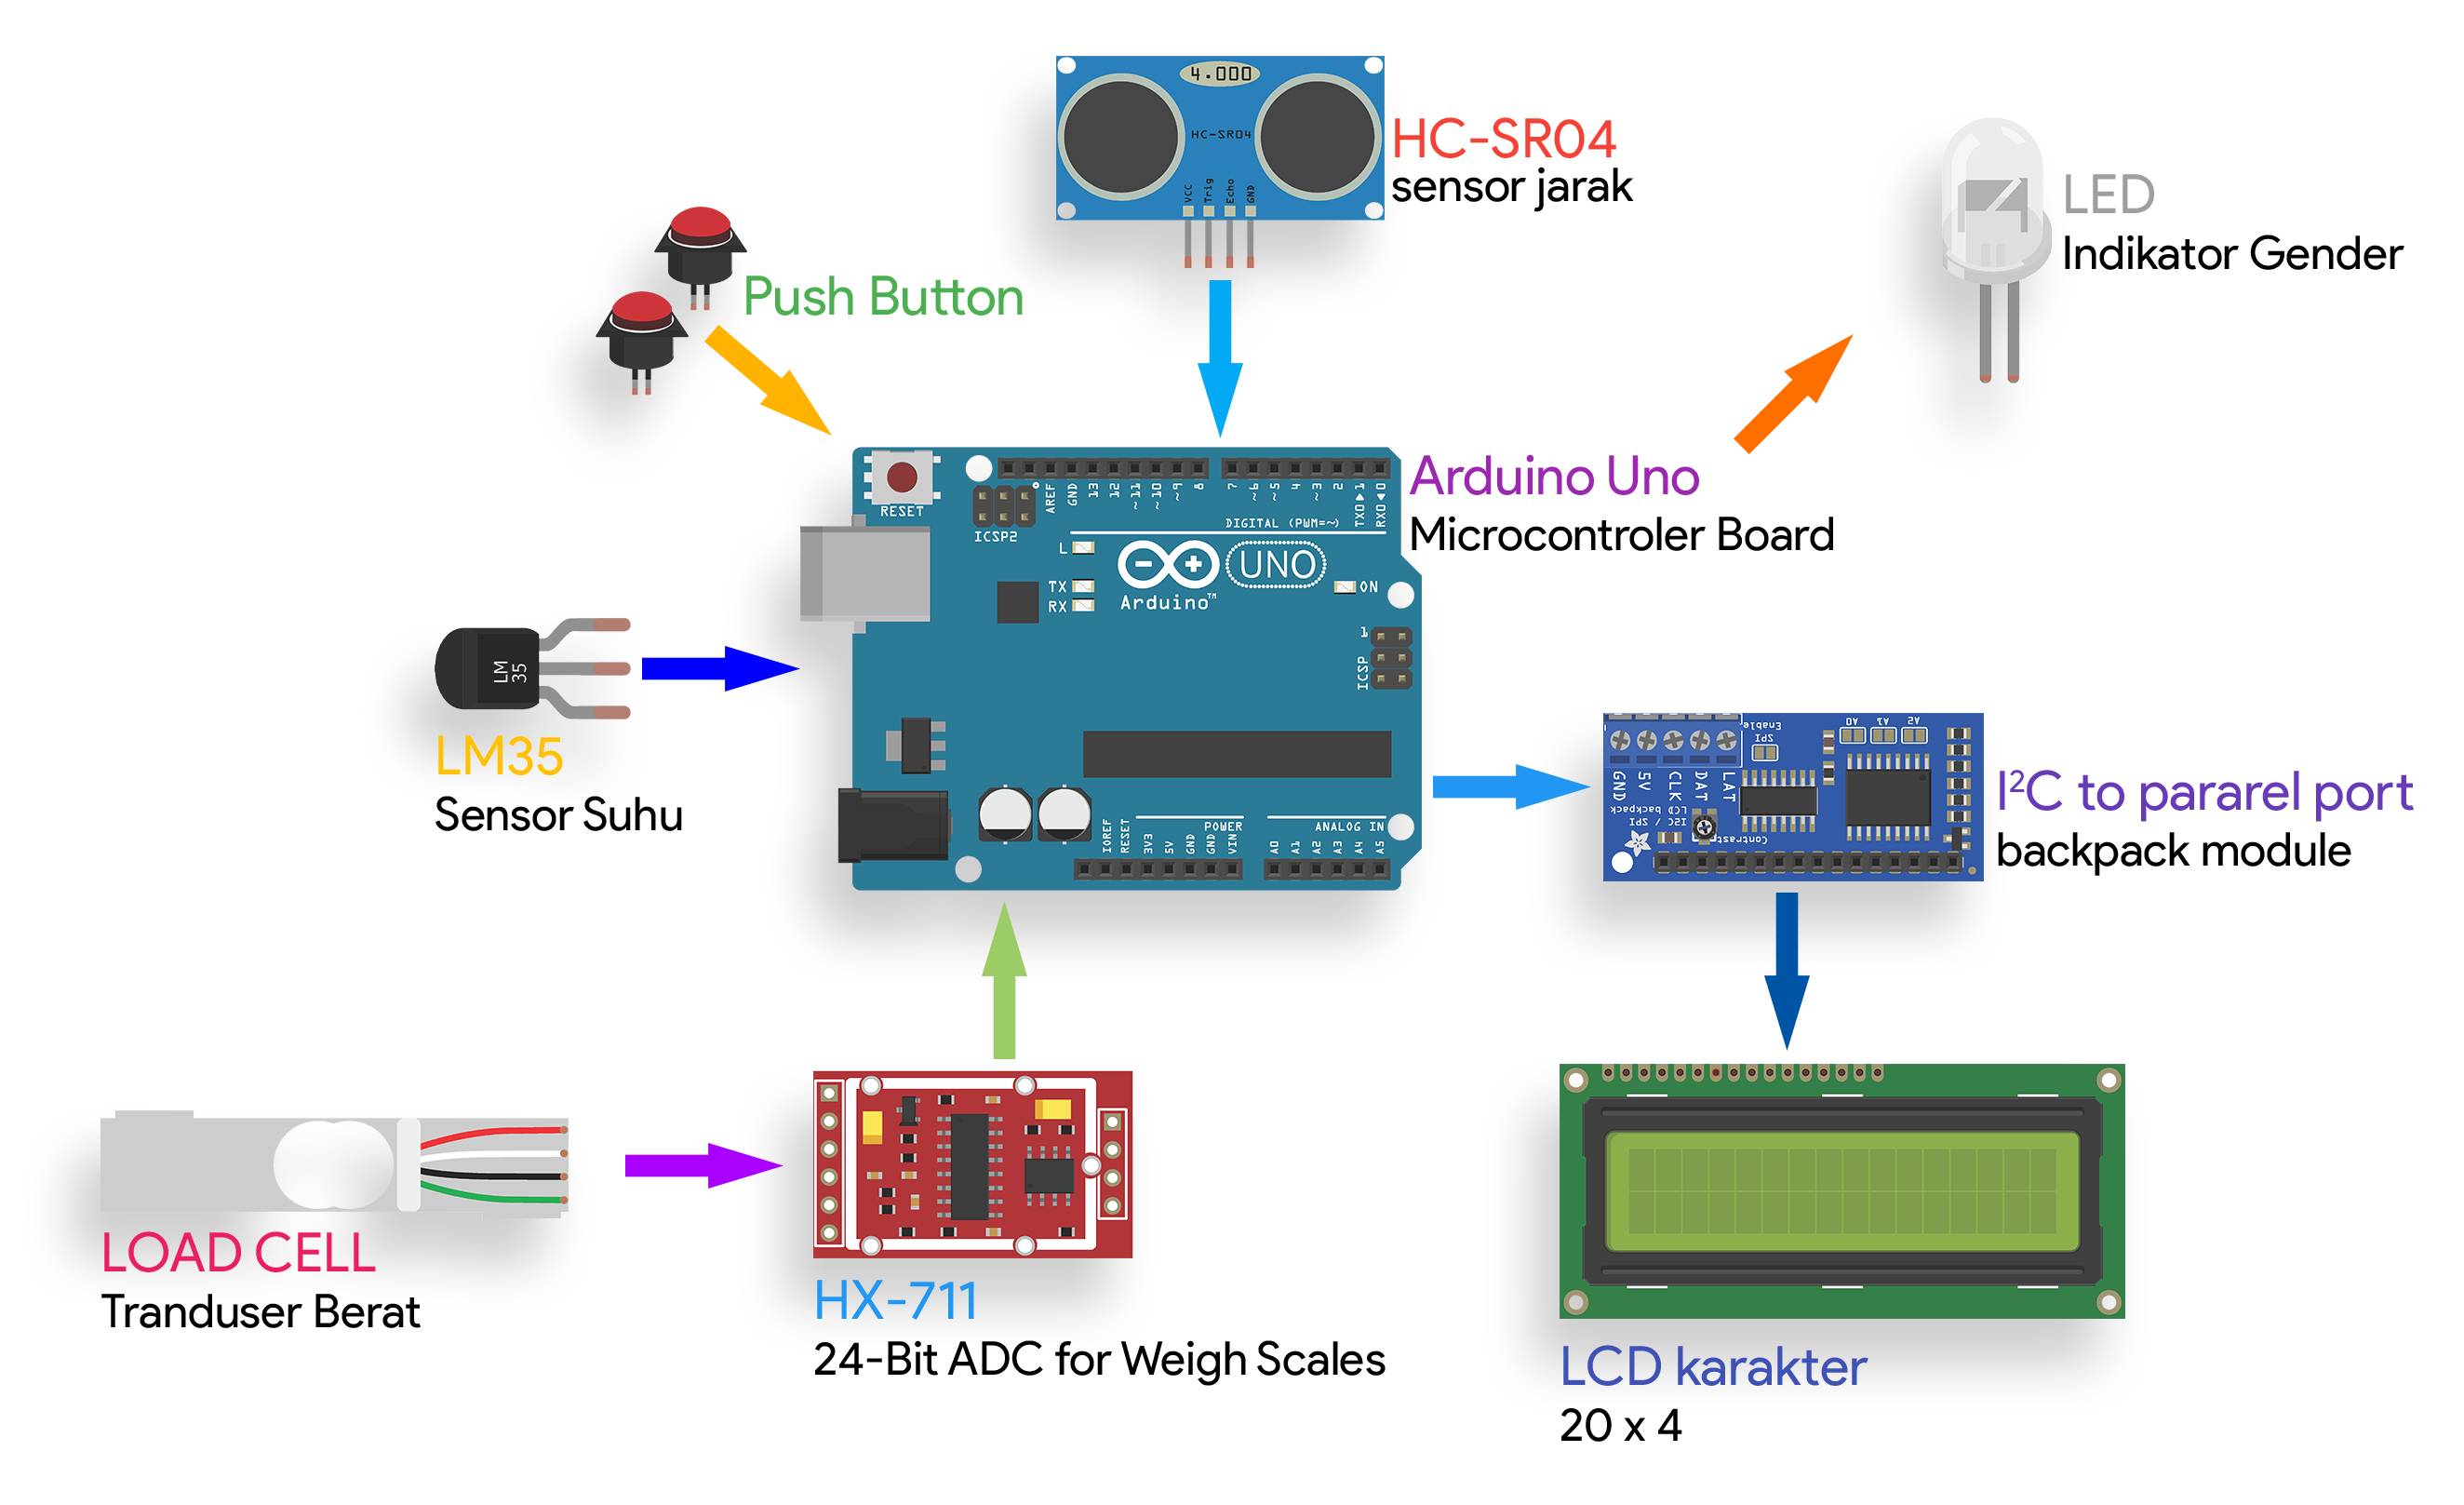 4.000
HC-SR04
VCC
Trig
Echo
GND
HC-SR04
sensor jarak
LED
Indikator Gender
Push Button
Arduino Uno
Microcontroler Board
RESET
ICSP2
AREF
GND
13
12
~11
~10
~9
8
7
~6
~5
4
~3
2
TX0▶1
RX0◀0
DIGITAL (PWM=~)
L
TX
RX
Arduino™
UNO
ON
1
ICSP
POWER
ANALOG IN
IOREF
RESET
3V3
5V
GND
GND
VIN
A0
A1
A2
A3
A4
A5
LM
35
LM35
Sensor Suhu
GND
5V
CLK
DAT
LAT
SPI
Enable
A0
A1
A2
I2C / SPI
LCD backpack
Contrast
I²C to pararel port
backpack module
LOAD CELL
Tranduser Berat
HX-711
24-Bit ADC for Weigh Scales
LCD karakter
20 x 4